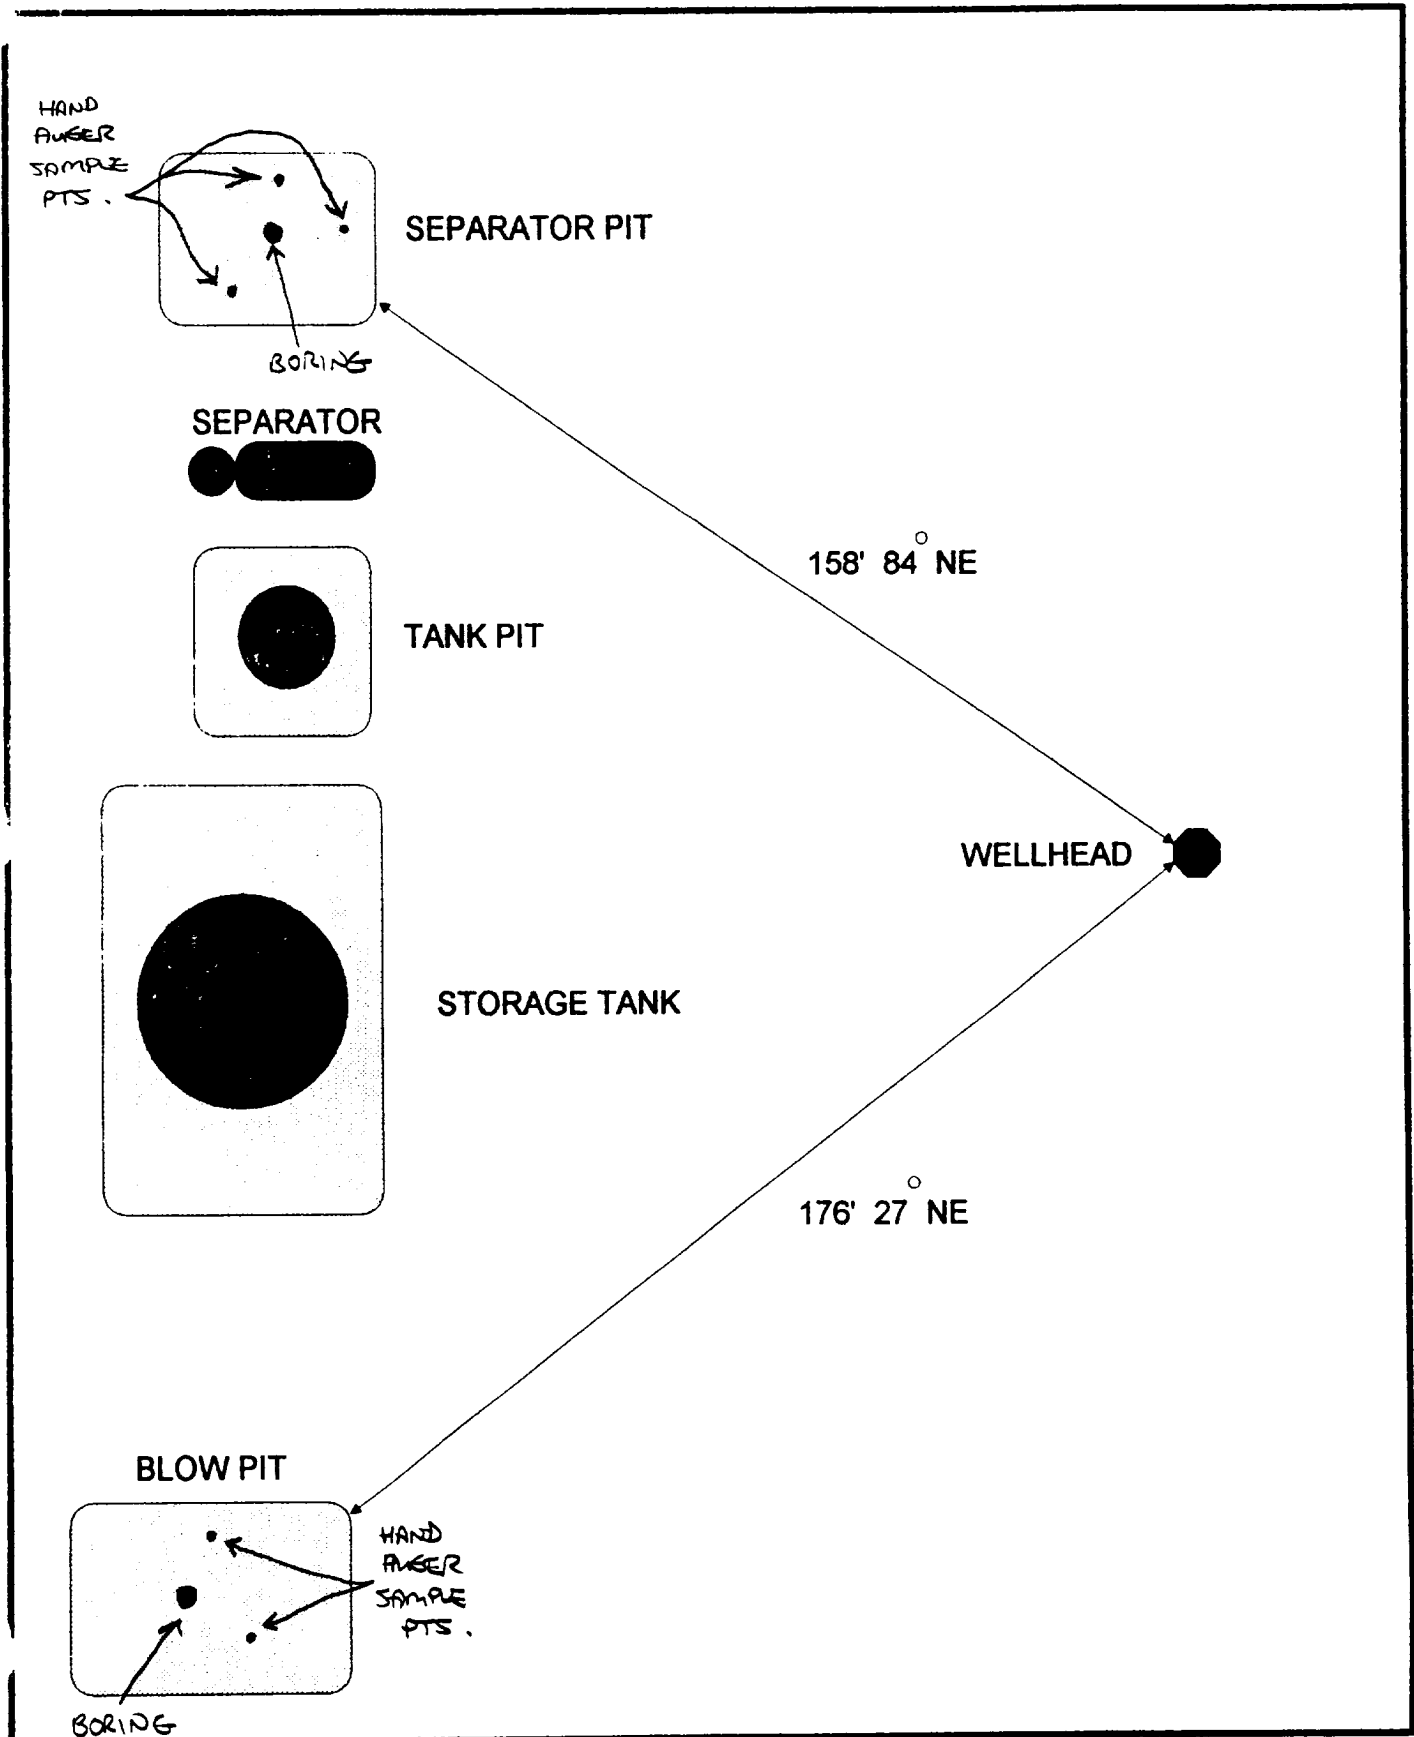 HAND
AUGER
SAMPLE
PTS.
SEPARATOR PIT
BORING
SEPARATOR
158' 84° NE
TANK PIT
WELLHEAD
STORAGE TANK
176' 27° NE
BLOW PIT
HAND
AUGER
SAMPLE
PTS.
BORING